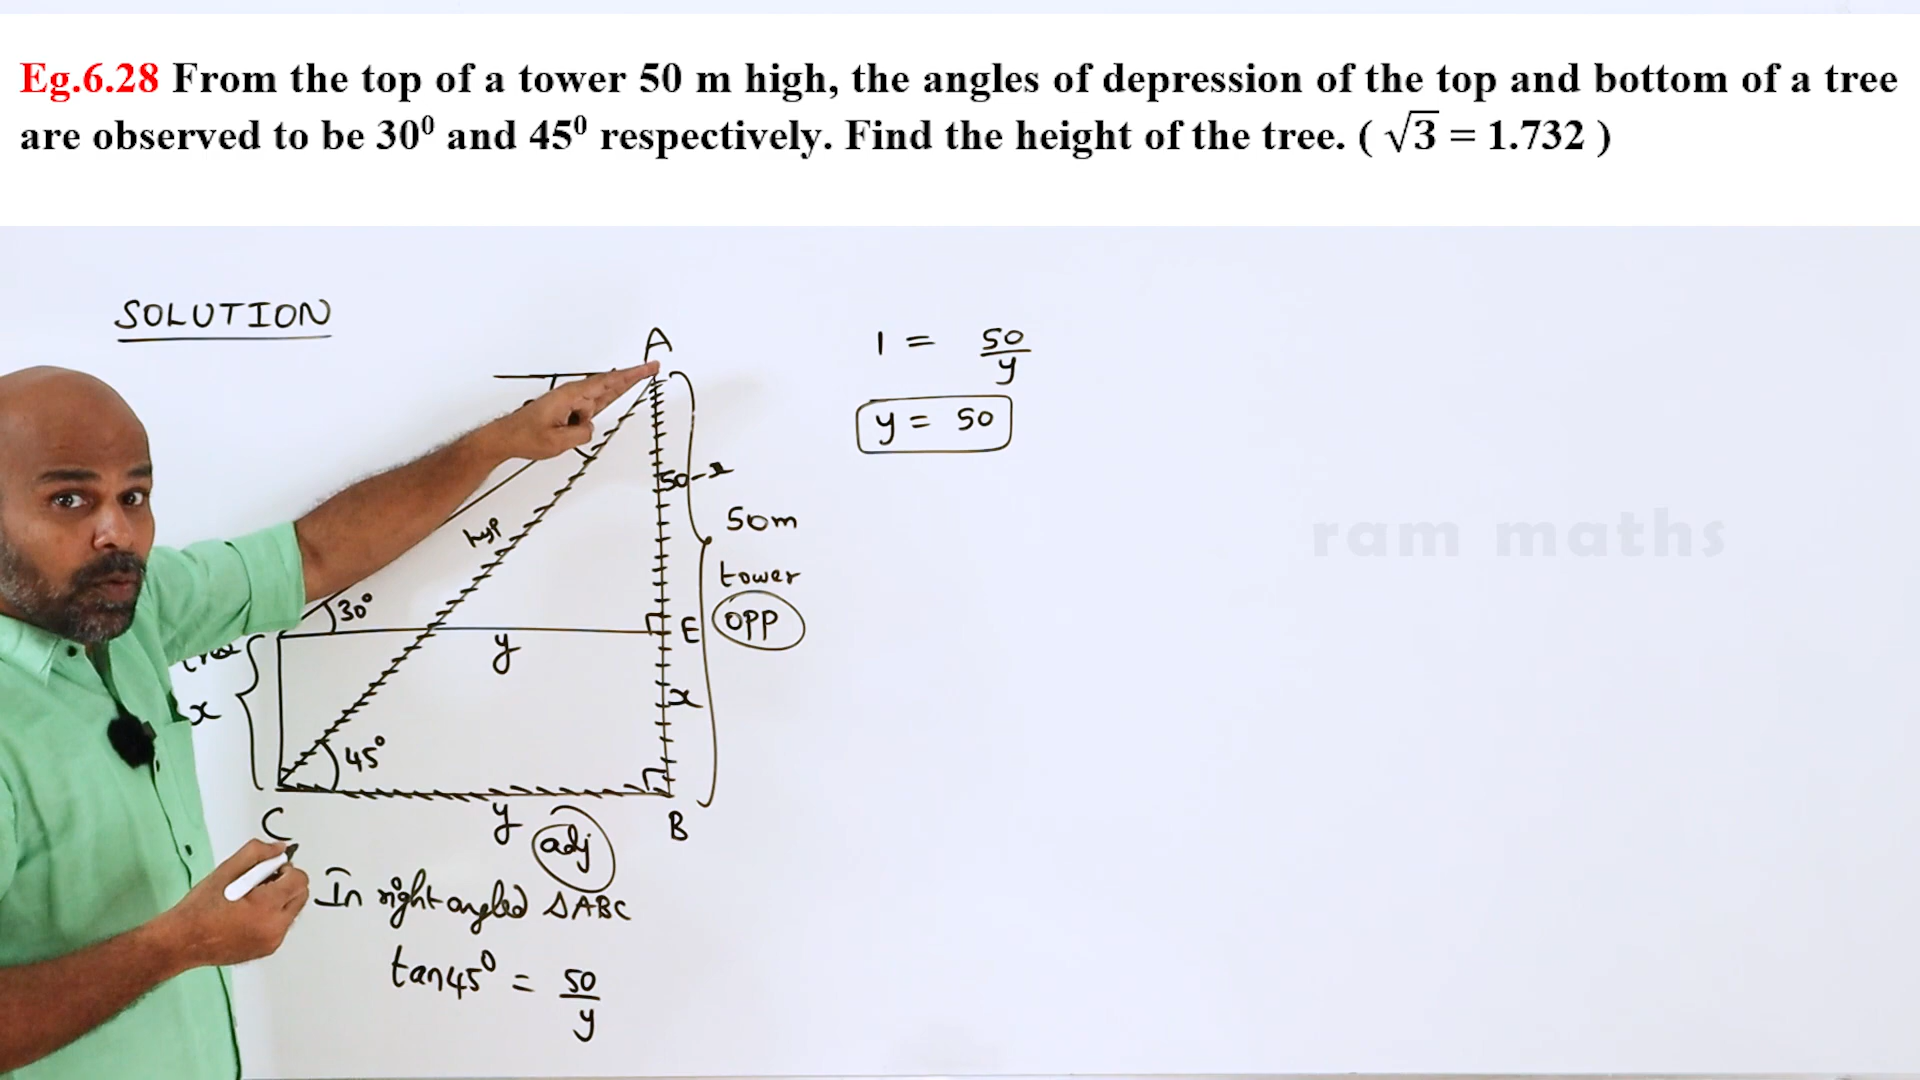 Eg.6.28 From the top of a tower 50 m high, the angles of depression of the top and bottom of a tree
are observed to be 30⁰ and 45⁰ respectively. Find the height of the tree. ( √3 = 1.732 )
SOLUTION
A
1 = 50/y
y = 50
50-x
hyp
50m
tower
opp
30°
E
y
tree
x
x
45°
C
y
adj
B
In right angled ΔABC
tan45⁰ = 50/y
ram maths